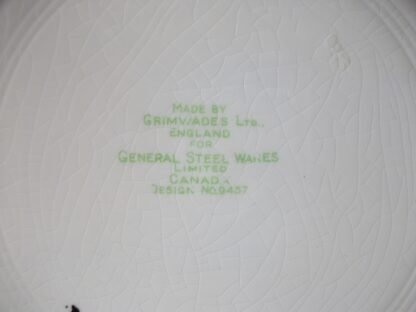 MADE BY
GRIMWADES LTD.,
ENGLAND
FOR
GENERAL STEEL WARES
LIMITED
CANADA
DESIGN NO.9457